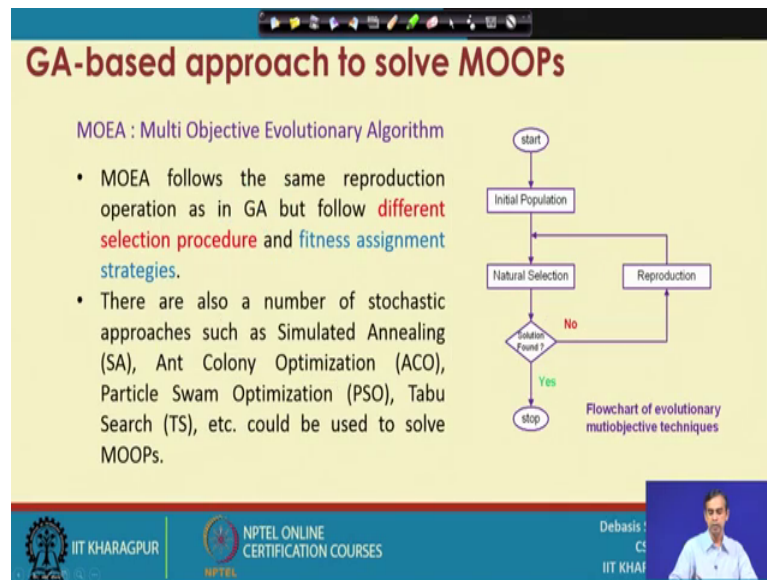 GA-based approach to solve MOOPs
MOEA : Multi Objective Evolutionary Algorithm
• MOEA follows the same reproduction
operation as in GA but follow different
selection procedure and fitness assignment
strategies.
• There are also a number of stochastic
approaches such as Simulated Annealing
(SA), Ant Colony Optimization (ACO),
Particle Swam Optimization (PSO), Tabu
Search (TS), etc. could be used to solve
MOOPs.
start
Initial Population
Natural Selection
Reproduction
Solution
Found ?
No
Yes
stop
Flowchart of evolutionary
mutiobjective techniques
IIT KHARAGPUR
NPTEL
NPTEL ONLINE
CERTIFICATION COURSES
Debasis
CS
IIT KHAR